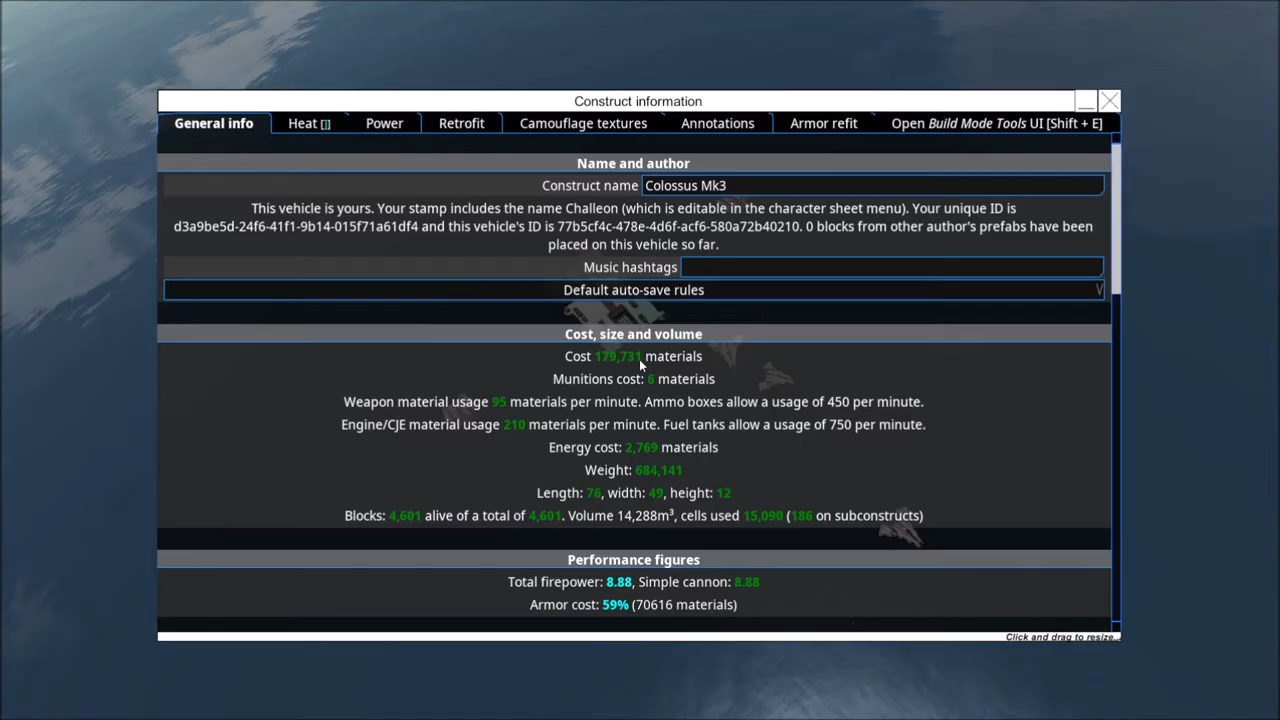 Construct information
General info
Heat []
Power
Retrofit
Camouflage textures
Annotations
Armor refit
Open Build Mode Tools UI [Shift + E]
Name and author
Construct name Colossus Mk3
This vehicle is yours. Your stamp includes the name Challeon (which is editable in the character sheet menu). Your unique ID is
d3a9be5d-24f6-41f1-9b14-015f71a61df4 and this vehicle's ID is 77b5cf4c-478e-4d6f-acf6-580a72b40210. 0 blocks from other author's prefabs have been
placed on this vehicle so far.
Music hashtags
Default auto-save rules V
Cost, size and volume
Cost 179,731 materials
Munitions cost: 6 materials
Weapon material usage 95 materials per minute. Ammo boxes allow a usage of 450 per minute.
Engine/CJE material usage 210 materials per minute. Fuel tanks allow a usage of 750 per minute.
Energy cost: 2,769 materials
Weight: 684,141
Length: 76, width: 49, height: 12
Blocks: 4,601 alive of a total of 4,601. Volume 14,288m³, cells used 15,090 (186 on subconstructs)
Performance figures
Total firepower: 8.88, Simple cannon: 8.88
Armor cost: 59% (70616 materials)
Click and drag to resize...